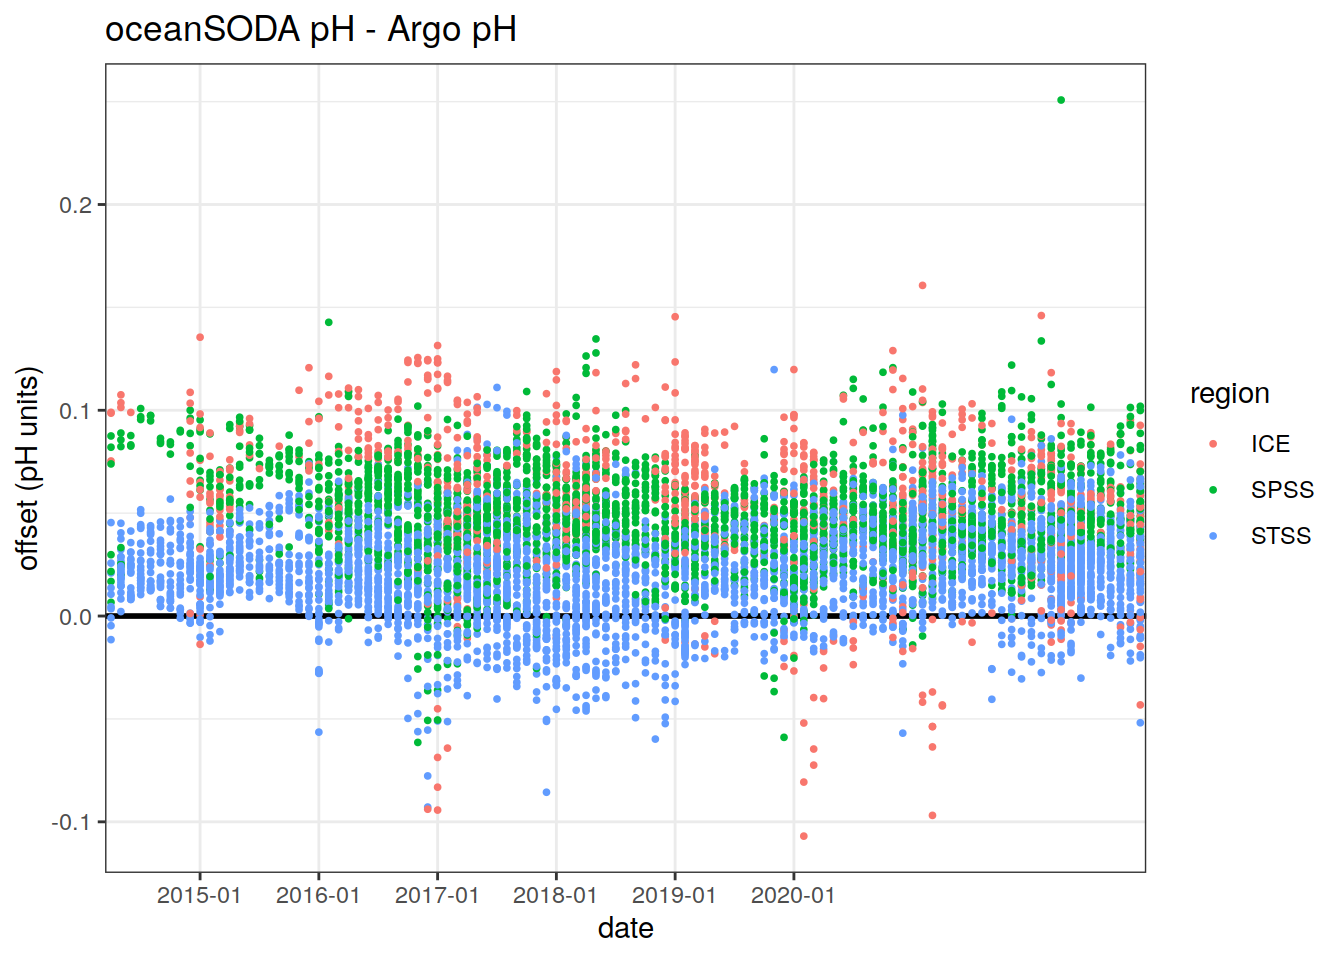 oceanSODA pH - Argo pH
offset (pH units)
0.2
0.1
0.0
-0.1
2015-01 2016-01 2017-01 2018-01 2019-01 2020-01
date
region
ICE
SPSS
STSS